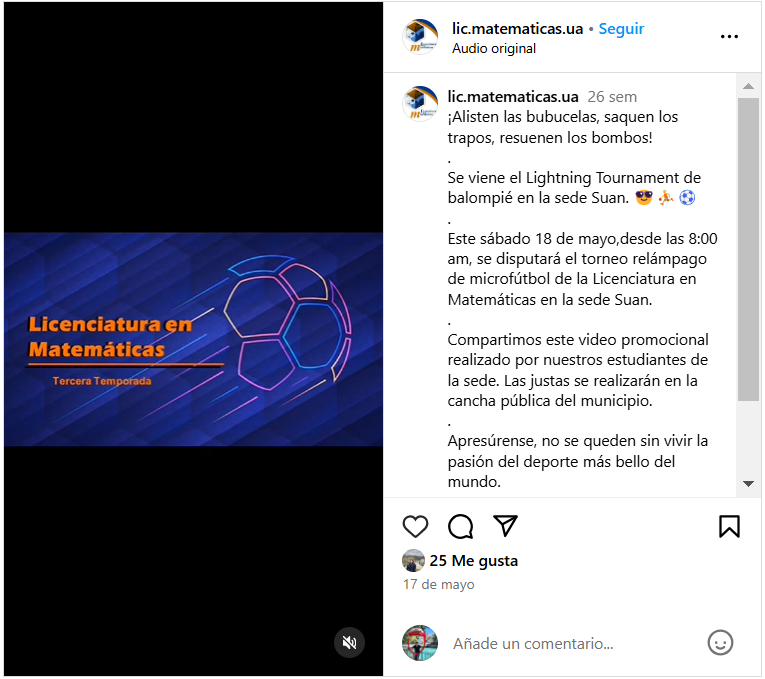 lic.matematicas.ua • Seguir
Audio original
lic.matematicas.ua 26 sem
¡Alisten las bubucelas, saquen los
trapos, resuenen los bombos!
.
Se viene el Lightning Tournament de
balompié en la sede Suan. 😎 ⛹️ ⚽
.
Este sábado 18 de mayo,desde las 8:00
am, se disputará el torneo relámpago
de microfútbol de la Licenciatura en
Matemáticas en la sede Suan.
.
Compartimos este video promocional
realizado por nuestros estudiantes de
la sede. Las justas se realizarán en la
cancha pública del municipio.
.
Apresúrense, no se queden sin vivir la
pasión del deporte más bello del
mundo.
Licenciatura en
Matemáticas
Tercera Temporada
25 Me gusta
17 de mayo
Añade un comentario...